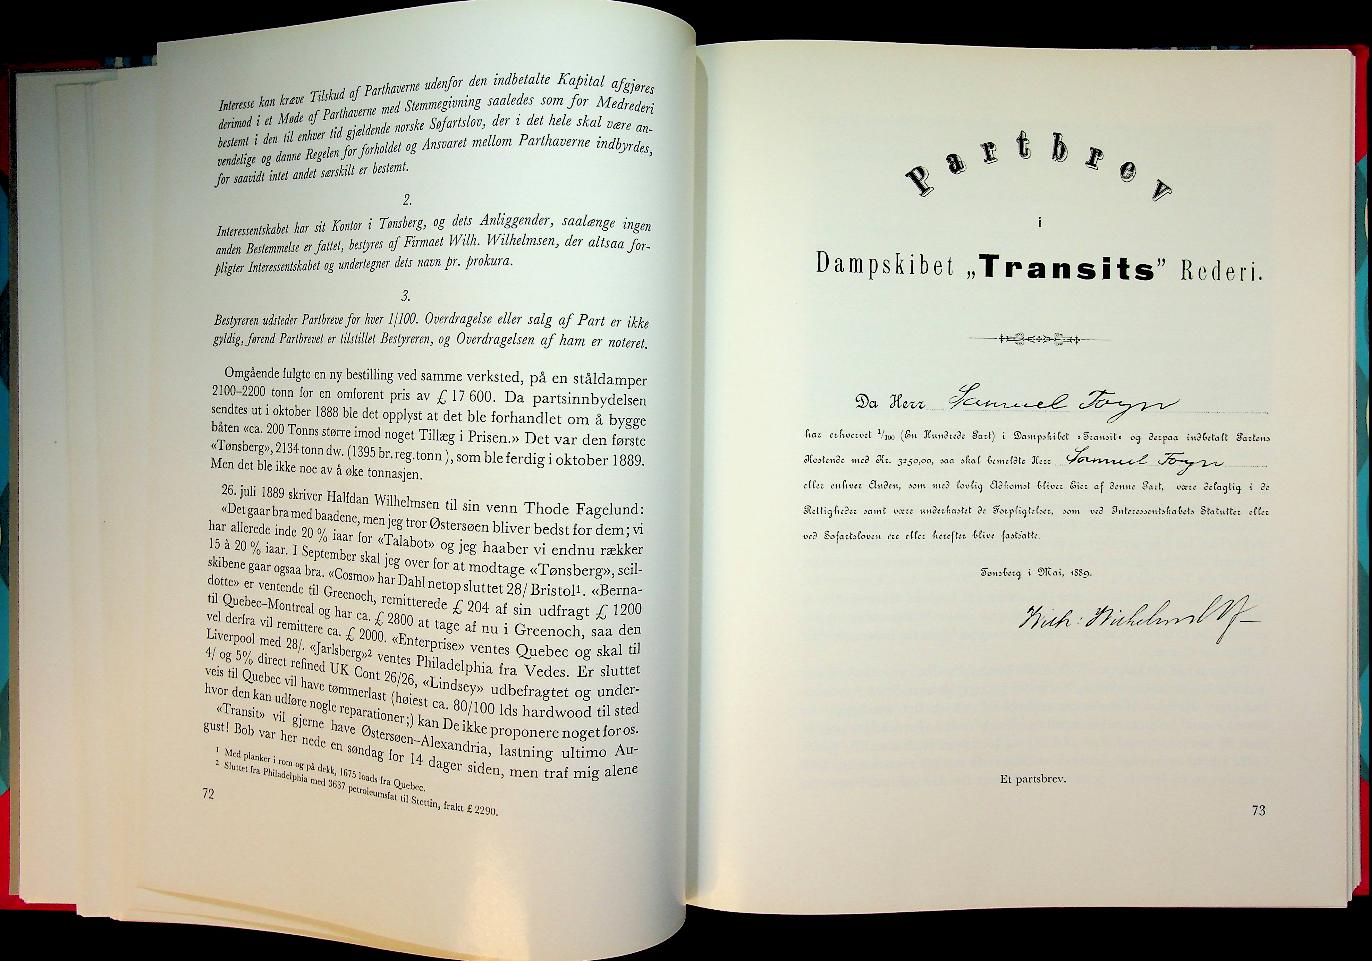 Interesse kan kræve Tilskud af Parthaverne udenfor den indbetalte Kapital afgjøres
derimod i et Møde af Parthaverne med Stemmegivning saaledes som for Medrederi
bestemt i den til enhver tid gjældende norske Søfartslov, der i det hele skal være an-
vendelige og danne Regelen for forholdet og Ansvaret mellom Parthaverne indbyrdes,
for saavidt intet andet særskilt er bestemt.
2.
Interessentskabet har sit Kontor i Tønsberg, og dets Anliggender, saalænge ingen
anden Bestemmelse er fattet, bestyres af Firmaet Wilh. Wilhelmsen, der altsaa for-
pligter Interessentskabet og undertegner dets navn pr. prokura.
3.
Bestyreren udsteder Partbreve for hver 1/100. Overdragelse eller salg af Part er ikke
gyldig, førend Partbrevet er tilstillet Bestyreren, og Overdragelsen af ham er noteret.
Omgående fulgte en ny bestilling ved samme verksted, på en ståldamper
2100–2200 tonn for en omforent pris av £ 17 600. Da partsinnbydelsen
sendtes ut i oktober 1888 ble det opplyst at det ble forhandlet om å bygge
båten «ca. 200 Tonns større imod noget Tillæg i Prisen.» Det var den første
«Tønsberg», 2134 tonn dw. (1395 br. reg. tonn), som ble ferdig i oktober 1889.
Men det ble ikke noe av å øke tonnasjen.
26. juli 1889 skriver Halfdan Wilhelmsen til sin venn Thode Fagelund:
«Det gaar bra med baadene, men jeg tror Østersøen bliver bedst for dem; vi
har allerede inde 20 % iaar for «Talabot» og jeg haaber vi endnu rækker
15 à 20 % iaar. I September skal jeg over for at modtage «Tønsberg», seil-
skibene gaar ogsaa bra. «Cosmo» har Dahl netop sluttet 28/ Bristol¹. «Berna-
dotte» er ventende til Greenoch, remitterede £ 204 af sin udfragt £ 1200
til Quebec–Montreal og har ca. £ 2800 at tage af nu i Greenoch, saa den
vel derfra vil remittere ca. £ 2000. «Enterprise» ventes Quebec og skal til
Liverpool med 28/. «Jarlsberg»² ventes Philadelphia fra Vedes. Er sluttet
4/ og 5% direct refined UK Cont 26/26, «Lindsey» udbefragtet og under-
veis til Quebec vil have tømmerlast (høiest ca. 80/100 lds hardwood til sted
hvor den kan udføre nogle reparationer;) kan De ikke proponere noget for os.
«Transit» vil gjerne have Østersøen–Alexandria, lastning ultimo Au-
gust! Bob var her nede en søndag for 14 dager siden, men traf mig alene
¹ Med planker i rom og på dekk, 1675 loads fra Quebec.
² Sluttet fra Philadelphia med 3637 petroleumsfat til Stettin, frakt £ 2290.
72
Partbrev
i
Dampskibet „Transits” Rederi.
Da Herr Samuel Foyn
har erhvervet 1/100 (En Hundrede Part) i Dampskibet »Transit« og derpaa indbetalt Partens
Kostende med Kr. 3250,00, saa skal bemeldte Herr Samuel Foyn
eller enhver Anden, som med lovlig Adkomst bliver Eier af denne Part, være delagtig i de
Rettigheder samt være underkastet de Forpligtelser, som ved Interessentskabets Statutter eller
ved Sofartsloven ere eller herefter blive fastsatte.
Tønsberg i Mai, 1889.
Wilh: Wilhelmsen
Et partsbrev.
73